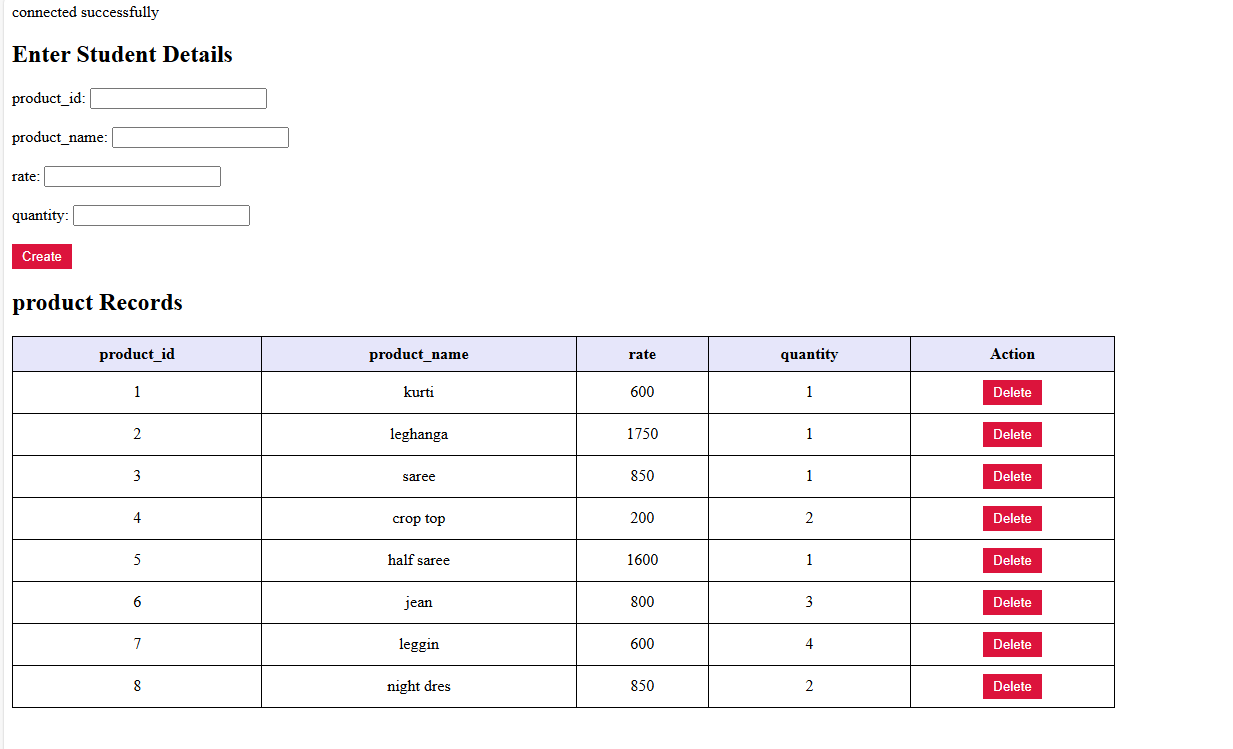 connected successfully
Enter Student Details
product_id:
product_name:
rate:
quantity:
Create
product Records
product_id product_name rate quantity Action
1 kurti 600 1 Delete
2 leghanga 1750 1 Delete
3 saree 850 1 Delete
4 crop top 200 2 Delete
5 half saree 1600 1 Delete
6 jean 800 3 Delete
7 leggin 600 4 Delete
8 night dres 850 2 Delete